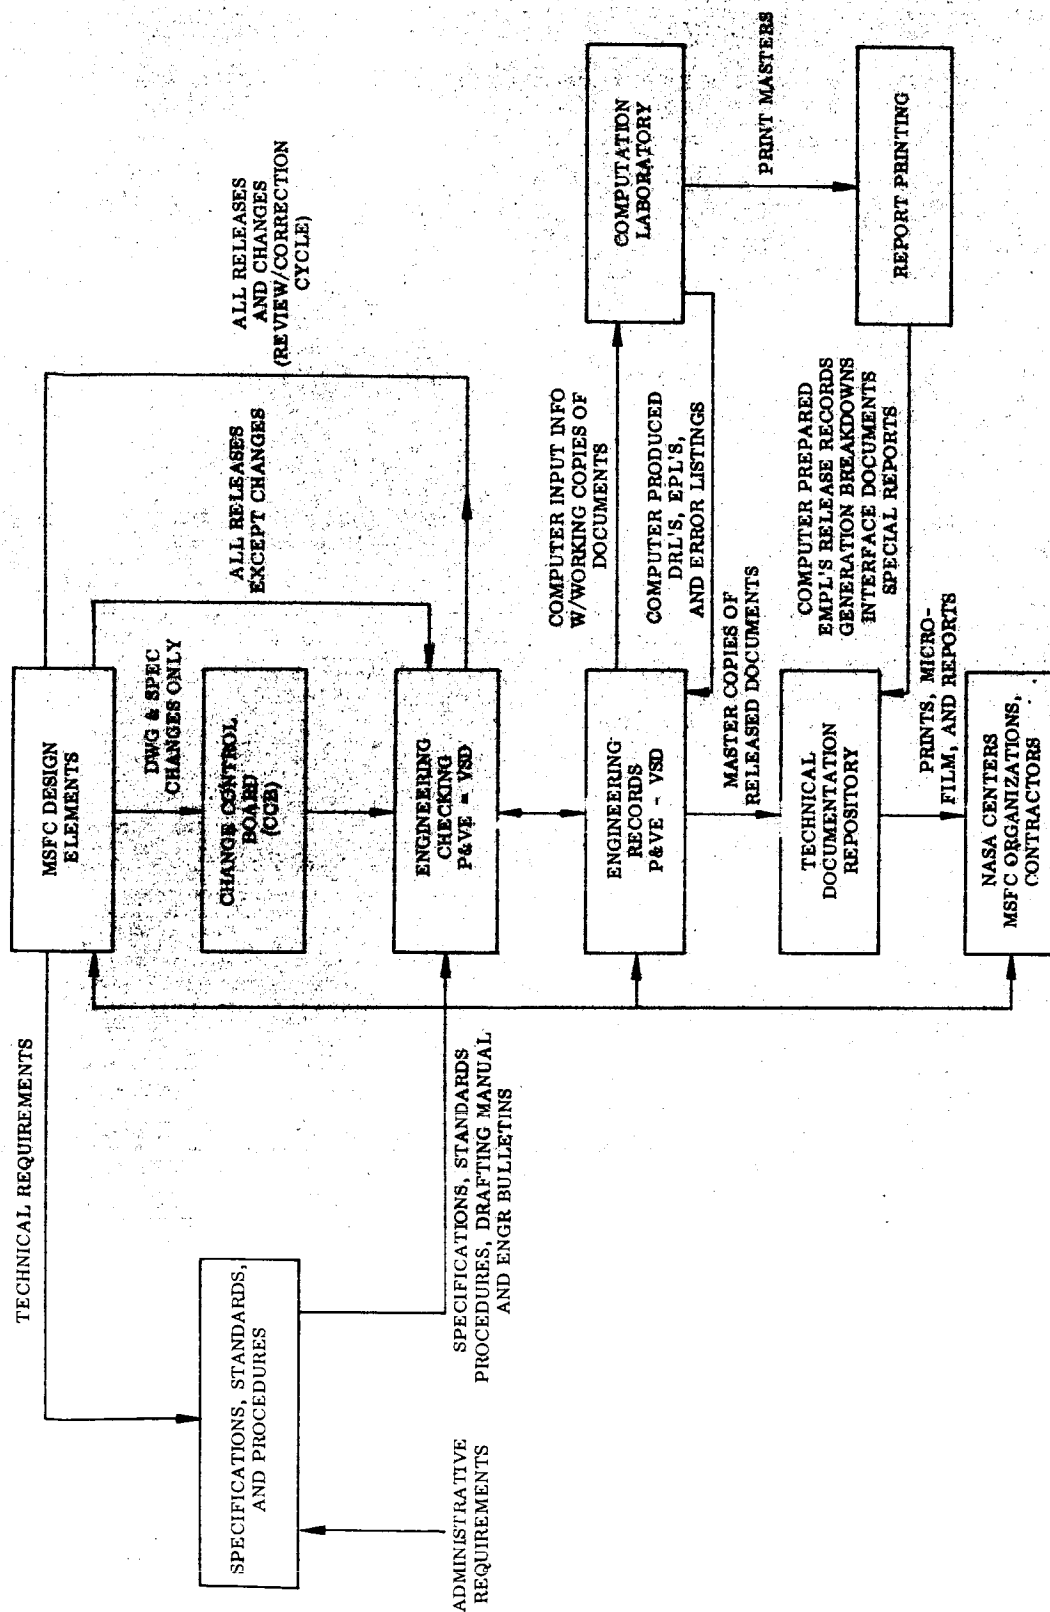 TECHNICAL REQUIREMENTS
SPECIFICATIONS, STANDARDS,
AND PROCEDURES
ADMINISTRATIVE
REQUIREMENTS
SPECIFICATIONS, STANDARDS
PROCEDURES, DRAFTING MANUAL
AND ENGR BULLETINS
MSFC DESIGN
ELEMENTS
DWG & SPEC
CHANGES ONLY
CHANGE CONTROL
BOARD
(CCB)
ALL RELEASES
EXCEPT CHANGES
ALL RELEASES
AND CHANGES
(REVIEW/CORRECTION
CYCLE)
ENGINEERING
CHECKING
P&VE - VSD
ENGINEERING
RECORDS
P&VE - VSD
COMPUTER INPUT INFO
W/WORKING COPIES OF
DOCUMENTS
COMPUTER PRODUCED
DRL'S, EPL'S,
AND ERROR LISTINGS
COMPUTATION
LABORATORY
PRINT MASTERS
REPORT PRINTING
MASTER COPIES OF
RELEASED DOCUMENTS
TECHNICAL
DOCUMENTATION
REPOSITORY
COMPUTER PREPARED
EMPL'S RELEASE RECORDS
GENERATION BREAKDOWNS
INTERFACE DOCUMENTS
SPECIAL REPORTS
PRINTS, MICRO-
FILM, AND REPORTS
NASA CENTERS
MSFC ORGANIZATIONS,
CONTRACTORS